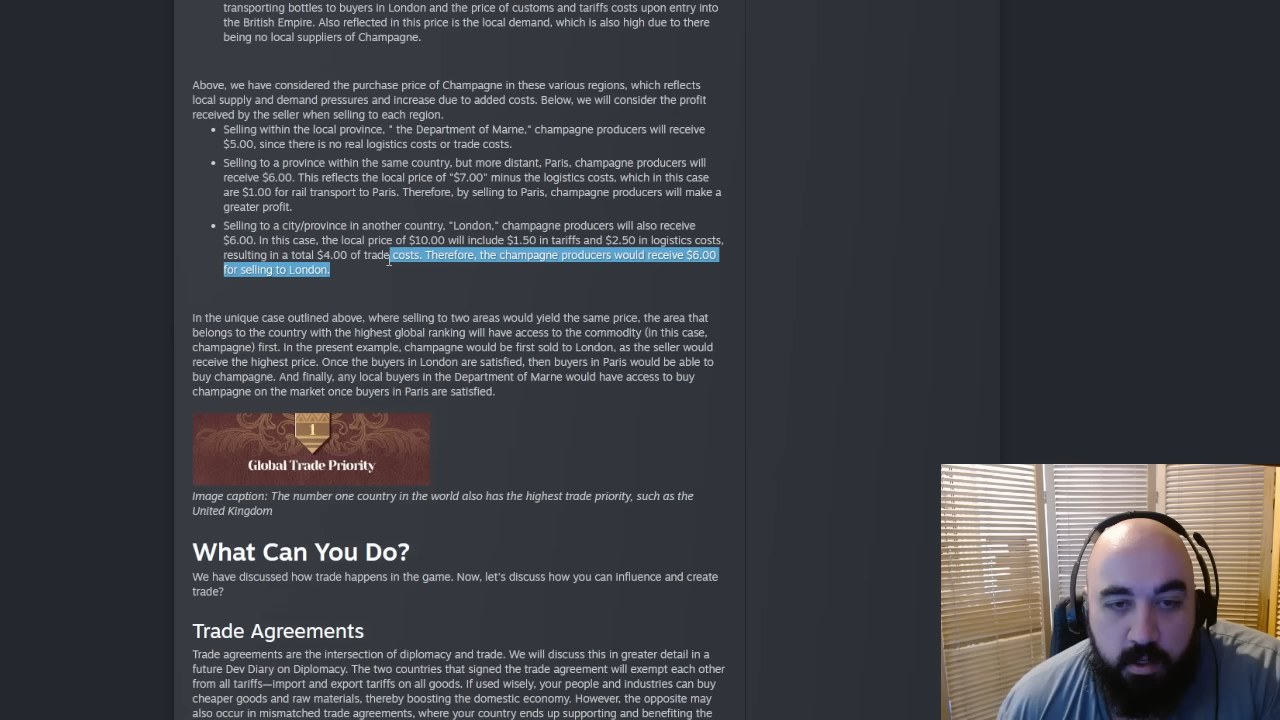 transporting bottles to buyers in London and the price of customs and tariffs costs upon entry into
the British Empire. Also reflected in this price is the local demand, which is also high due to there
being no local suppliers of Champagne.
Above, we have considered the purchase price of Champagne in these various regions, which reflects
local supply and demand pressures and increase due to added costs. Below, we will consider the profit
received by the seller when selling to each region.
• Selling within the local province, " the Department of Marne," champagne producers will receive
$5.00, since there is no real logistics costs or trade costs.
• Selling to a province within the same country, but more distant, Paris, champagne producers will
receive $6.00. This reflects the local price of "$7.00" minus the logistics costs, which in this case
are $1.00 for rail transport to Paris. Therefore, by selling to Paris, champagne producers will make a
greater profit.
• Selling to a city/province in another country, "London," champagne producers will also receive
$6.00. In this case, the local price of $10.00 will include $1.50 in tariffs and $2.50 in logistics costs,
resulting in a total $4.00 of trade costs. Therefore, the champagne producers would receive $6.00
for selling to London.
In the unique case outlined above, where selling to two areas would yield the same price, the area that
belongs to the country with the highest global ranking will have access to the commodity (in this case,
champagne) first. In the present example, champagne would be first sold to London, as the seller would
receive the highest price. Once the buyers in London are satisfied, then buyers in Paris would be able to
buy champagne. And finally, any local buyers in the Department of Marne would have access to buy
champagne on the market once buyers in Paris are satisfied.
1
Global Trade Priority
Image caption: The number one country in the world also has the highest trade priority, such as the
United Kingdom
What Can You Do?
We have discussed how trade happens in the game. Now, let's discuss how you can influence and create
trade?
Trade Agreements
Trade agreements are the intersection of diplomacy and trade. We will discuss this in greater detail in a
future Dev Diary on Diplomacy. The two countries that signed the trade agreement will exempt each other
from all tariffs—import and export tariffs on all goods. If used wisely, your people and industries can buy
cheaper goods and raw materials, thereby boosting the domestic economy. However, the opposite may
also occur in mismatched trade agreements, where your country ends up supporting and benefiting the